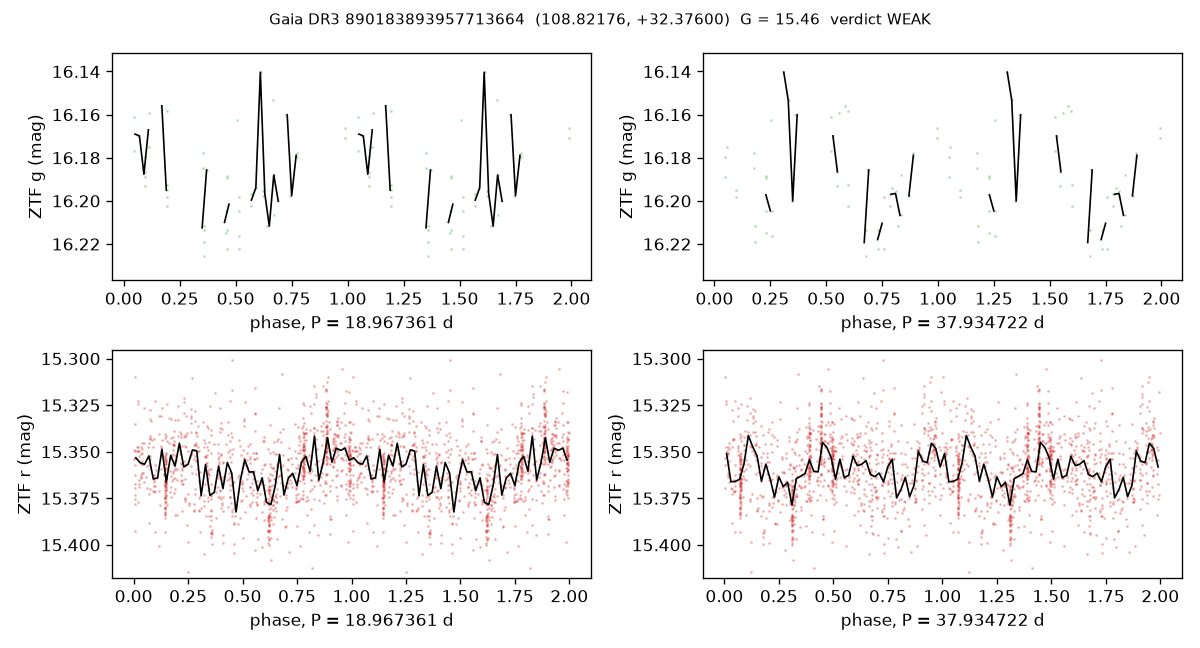 Gaia DR3 890183893957713664 (108.82176, +32.37600) G = 15.46 verdict WEAK
ZTF g (mag)
16.14
16.16
16.18
16.20
16.22
0.00 0.25 0.50 0.75 1.00 1.25 1.50 1.75 2.00
phase, P = 18.967361 d
ZTF g (mag)
16.14
16.16
16.18
16.20
16.22
0.00 0.25 0.50 0.75 1.00 1.25 1.50 1.75 2.00
phase, P = 37.934722 d
ZTF r (mag)
15.300
15.325
15.350
15.375
15.400
0.00 0.25 0.50 0.75 1.00 1.25 1.50 1.75 2.00
phase, P = 18.967361 d
ZTF r (mag)
15.300
15.325
15.350
15.375
15.400
0.00 0.25 0.50 0.75 1.00 1.25 1.50 1.75 2.00
phase, P = 37.934722 d